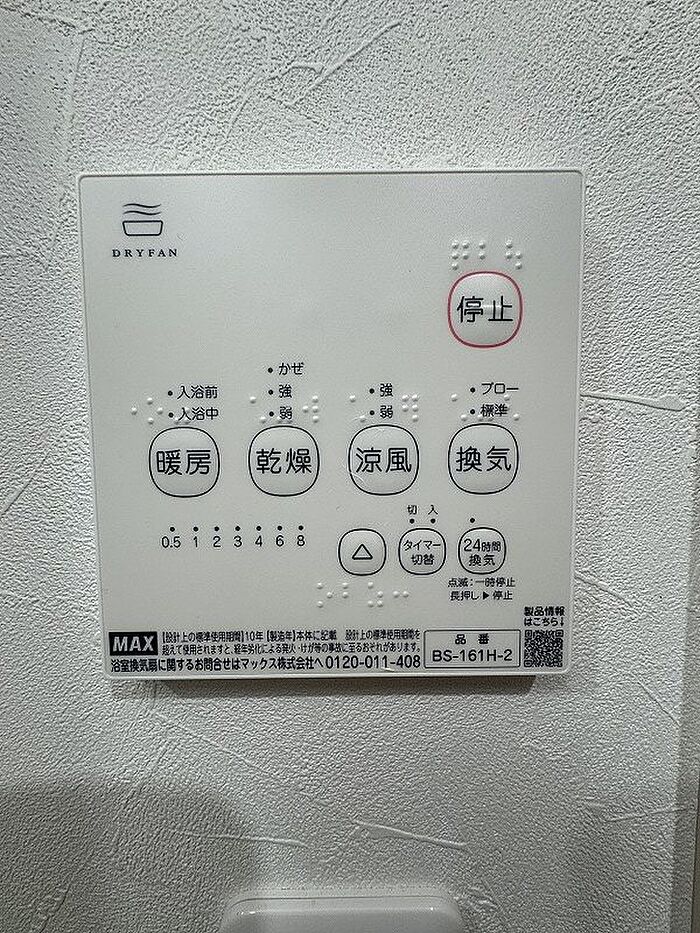 DRYFAN
停止
・かぜ
・入浴前 ・強 ・強 ・ブロー
・入浴中 ・弱 ・弱 ・標準
暖房 乾燥 涼風 換気
切 入
0.5 1 2 3 4 6 8
△ タイマー切替 24時間換気
点滅:一時停止
長押し▶停止
製品情報
はこちら↓
MAX 【設計上の標準使用期間】10年【製造年】本体に記載 設計上の標準使用期間を
超えて使用されますと、経年劣化による発火・けが等の事故に至るおそれがあります。
浴室換気扇に関するお問合せはマックス株式会社へ 0120-011-408
品番
BS-161H-2